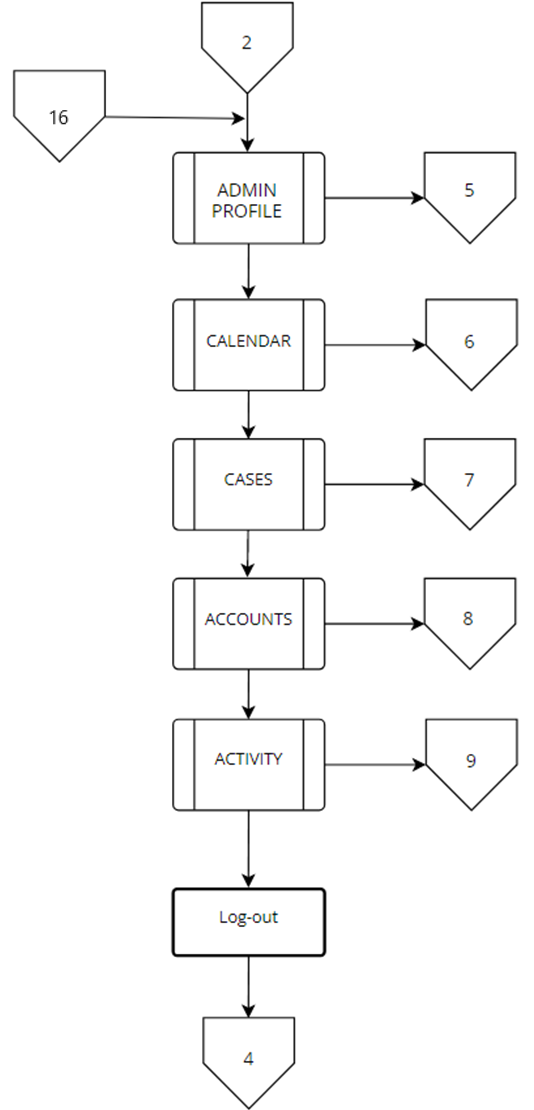 2
16
ADMIN
PROFILE
5
CALENDAR
6
CASES
7
ACCOUNTS
8
ACTIVITY
9
Log-out
4